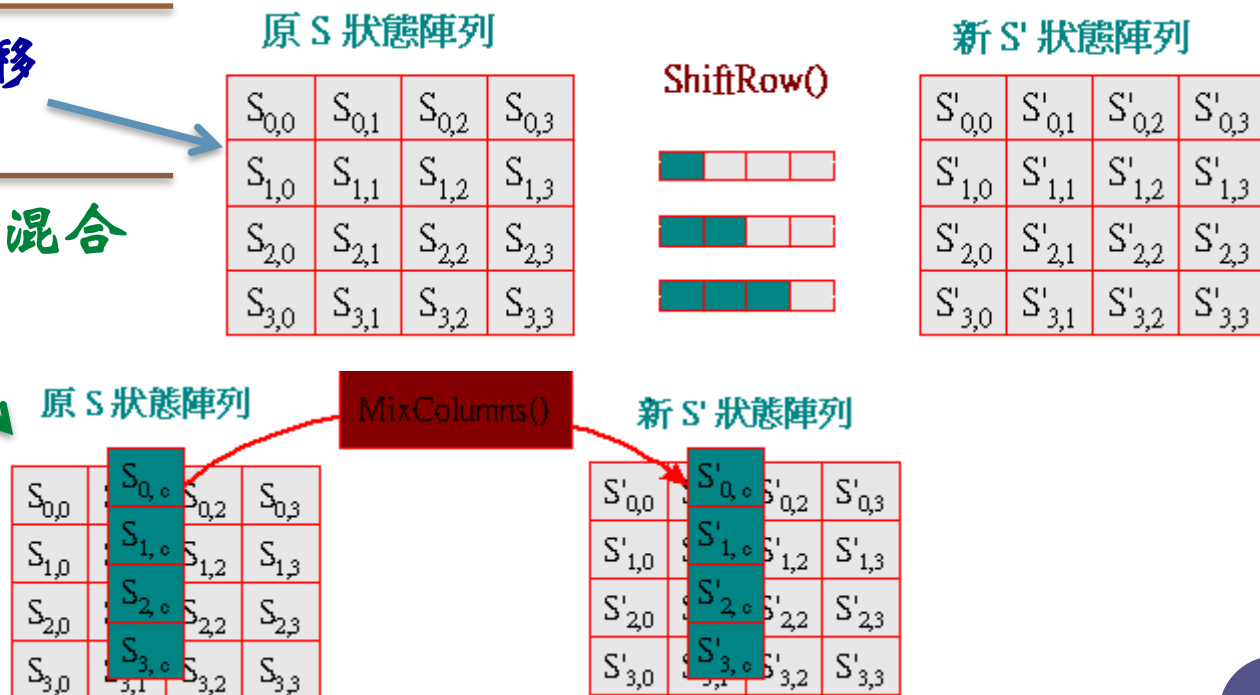 移
原 S 狀態陣列
ShiftRow()
新 S' 狀態陣列
S0,0 S0,1 S0,2 S0,3
S1,0 S1,1 S1,2 S1,3
S2,0 S2,1 S2,2 S2,3
S3,0 S3,1 S3,2 S3,3
S'0,0 S'0,1 S'0,2 S'0,3
S'1,0 S'1,1 S'1,2 S'1,3
S'2,0 S'2,1 S'2,2 S'2,3
S'3,0 S'3,1 S'3,2 S'3,3
混合
原 S 狀態陣列
MixColumns()
新 S' 狀態陣列
S0,0 S0,c S0,2 S0,3
S1,0 S1,c S1,2 S1,3
S2,0 S2,c S2,2 S2,3
S3,0 S3,c S3,2 S3,3
S'0,0 S'0,c S'0,2 S'0,3
S'1,0 S'1,c S'1,2 S'1,3
S'2,0 S'2,c S'2,2 S'2,3
S'3,0 S'3,c S'3,2 S'3,3